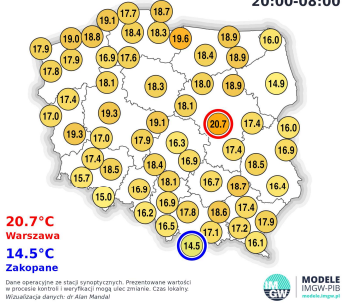 20:00-08:00
17.7 18.7
19.1
19.0 18.8 18.4 18.3 19.6 18.9 16.0
17.9
17.9 16.9 17.6 18.4 18.9
17.8
18.1 18.3 18.0 18.9 14.9
17.4 18.1
17.0 19.3 19.1 20.7 17.4 16.0
19.3 17.0 17.9 16.3 17.4 16.9
17.4 18.5 18.4 16.9 18.5
15.7 18.1 16.7 18.7 16.4
15.0 16.9
16.2 16.9 17.8 18.6 17.4
16.5 17.1 17.2 17.9
14.5 16.1
20.7°C
Warszawa
14.5°C
Zakopane
Dane operacyjne ze stacji synoptycznych. Prezentowane wartości
w procesie kontroli i weryfikacji mogą ulec zmianie. Czas lokalny.
Wizualizacja danych: dr Alan Mandal
IM
GW
MODELE
IMGW-PIB
modele.imgw.pl